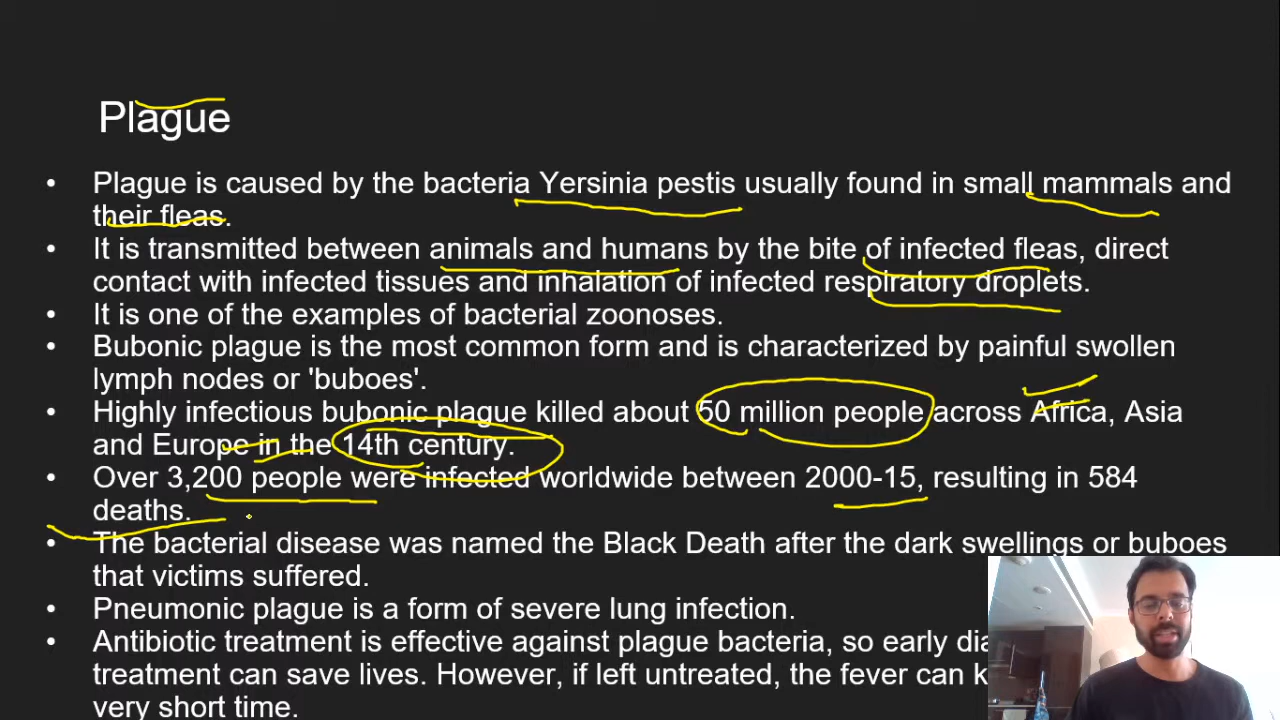 Plague
• Plague is caused by the bacteria Yersinia pestis usually found in small mammals and
their fleas.
• It is transmitted between animals and humans by the bite of infected fleas, direct
contact with infected tissues and inhalation of infected respiratory droplets.
• It is one of the examples of bacterial zoonoses.
• Bubonic plague is the most common form and is characterized by painful swollen
lymph nodes or 'buboes'.
• Highly infectious bubonic plague killed about 50 million people across Africa, Asia
and Europe in the 14th century.
• Over 3,200 people were infected worldwide between 2000-15, resulting in 584
deaths.
• The bacterial disease was named the Black Death after the dark swellings or buboes
that victims suffered.
• Pneumonic plague is a form of severe lung infection.
• Antibiotic treatment is effective against plague bacteria, so early
treatment can save lives. However, if left untreated, the fever can
very short time.